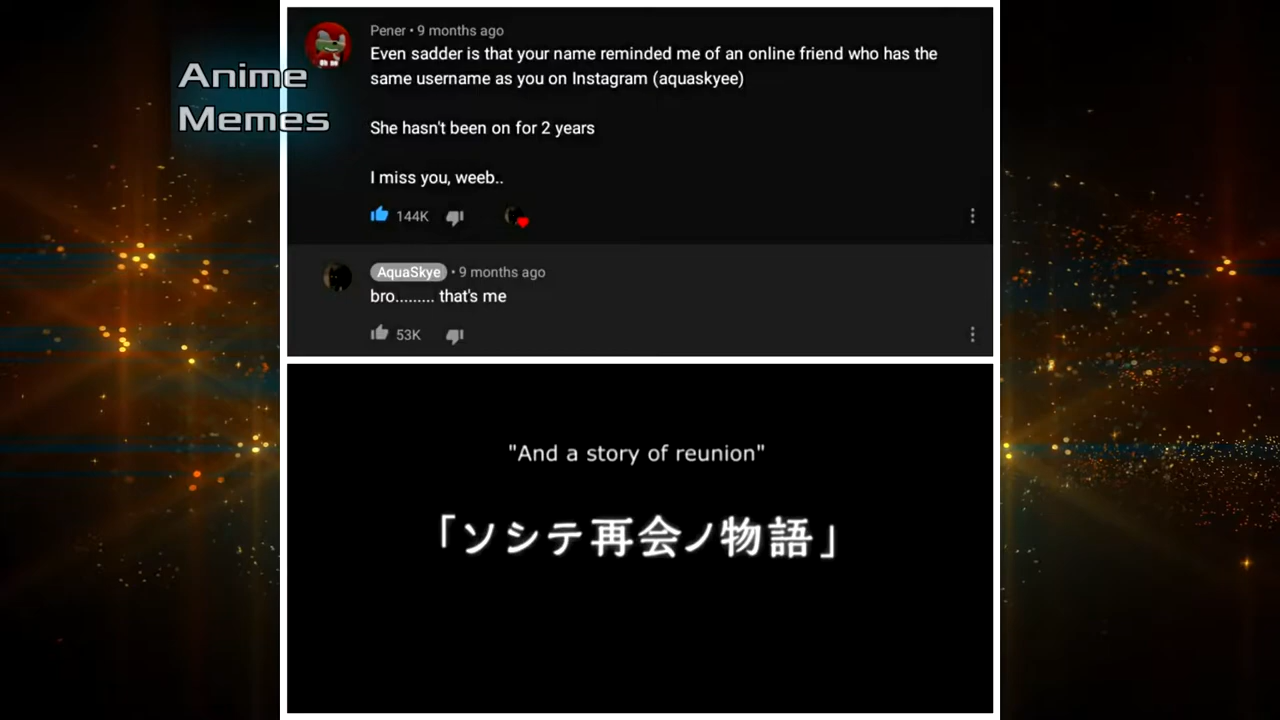 Anime
Memes
Pener • 9 months ago
Even sadder is that your name reminded me of an online friend who has the
same username as you on Instagram (aquaskyee)
She hasn't been on for 2 years
I miss you, weeb..
144K
AquaSkye • 9 months ago
bro......... that's me
53K
"And a story of reunion"
「ソシテ再会ノ物語」